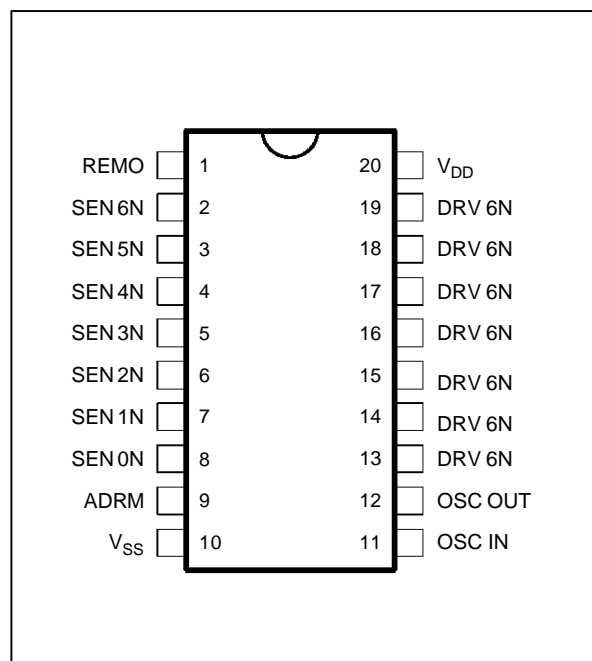 REMO 1 20 VDD
SEN 6N 2 19 DRV 6N
SEN 5N 3 18 DRV 6N
SEN 4N 4 17 DRV 6N
SEN 3N 5 16 DRV 6N
SEN 2N 6 15 DRV 6N
SEN 1N 7 14 DRV 6N
SEN 0N 8 13 DRV 6N
ADRM 9 12 OSC OUT
VSS 10 11 OSC IN